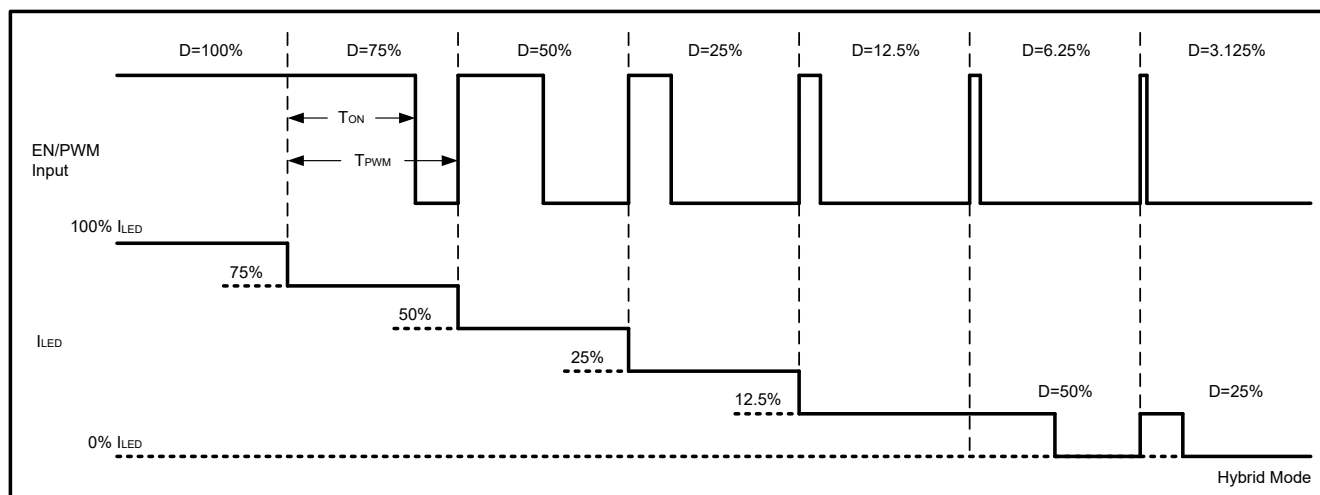 D=100%
D=75%
D=50%
D=25%
D=12.5%
D=6.25%
D=3.125%
TON
EN/PWM
Input
TPWM
100% ILED
75%
50%
ILED
25%
12.5%
D=50%
D=25%
0% ILED
Hybrid Mode